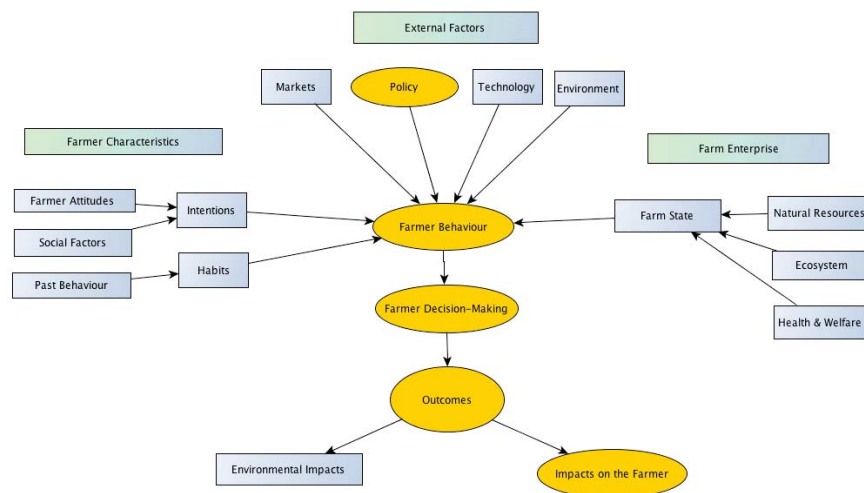 External Factors
Markets
Policy
Technology
Environment
Farmer Characteristics
Farm Enterprise
Farmer Attitudes
Intentions
Social Factors
Past Behaviour
Habits
Farmer Behaviour
Farm State
Natural Resources
Ecosystem
Health & Welfare
Farmer Decision-Making
Outcomes
Environmental Impacts
Impacts on the Farmer